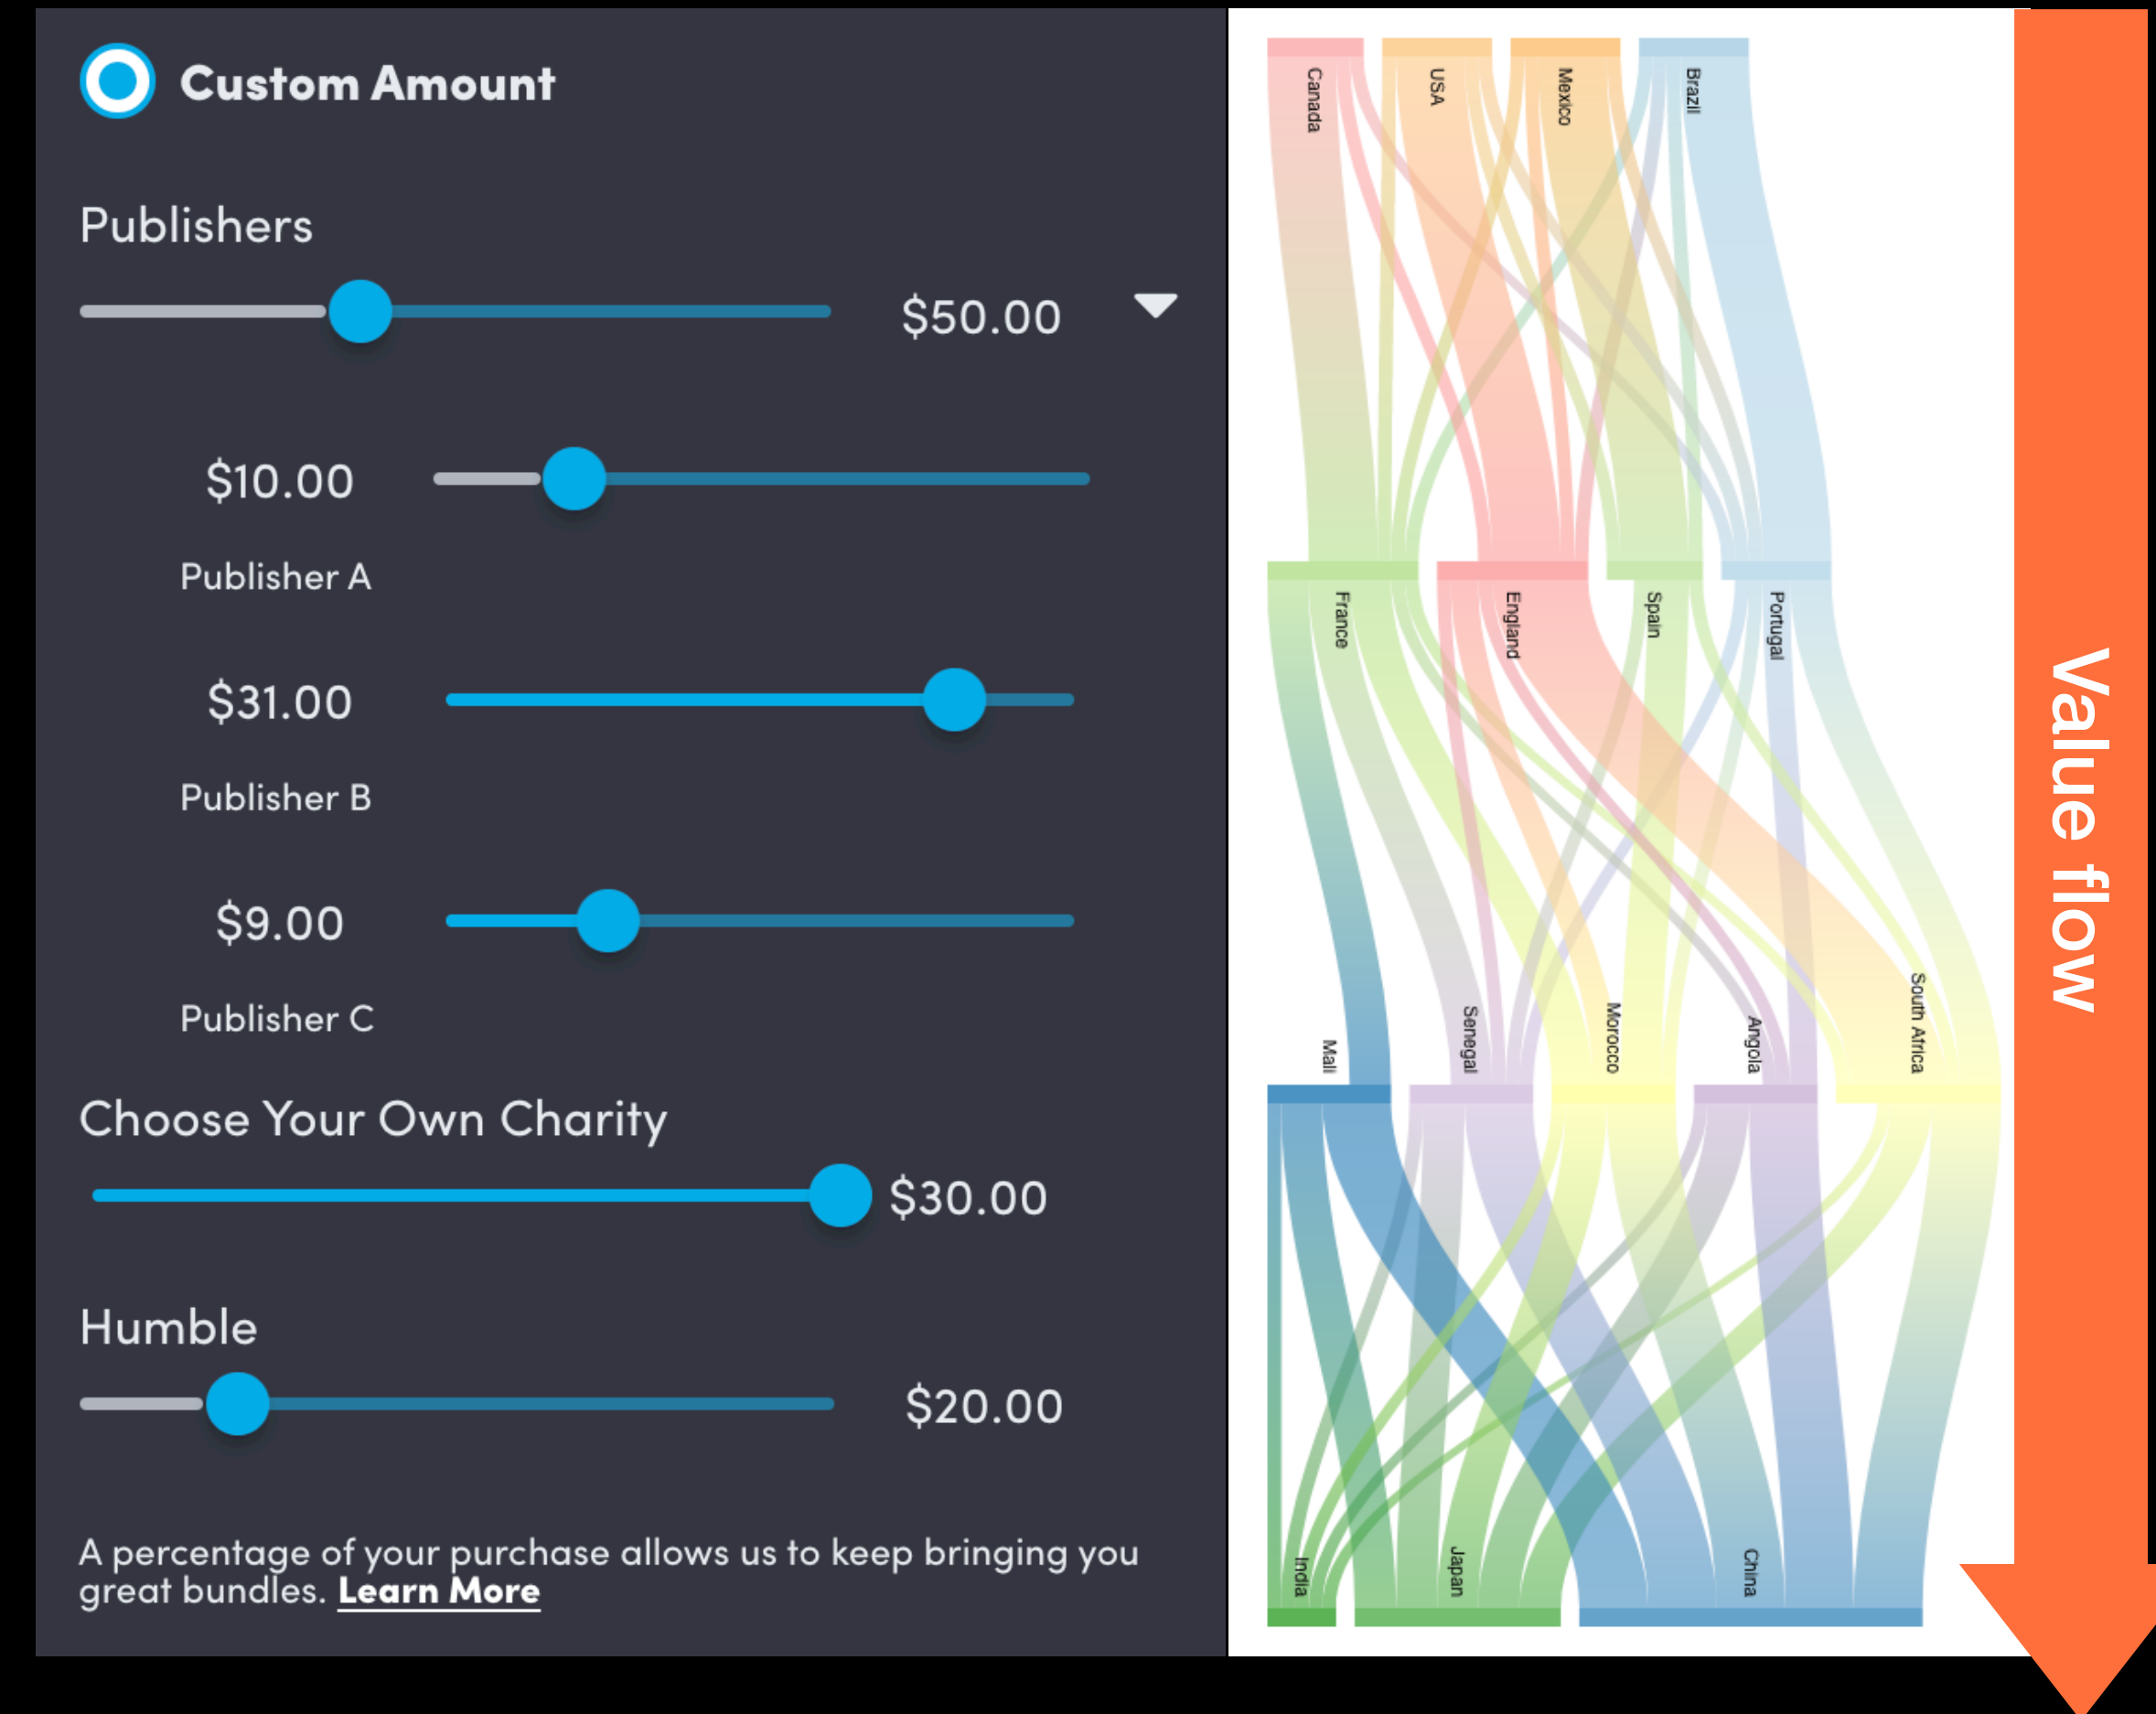 Custom Amount
Publishers
$50.00
$10.00
Publisher A
$31.00
Publisher B
$9.00
Publisher C
Choose Your Own Charity
$30.00
Humble
$20.00
A percentage of your purchase allows us to keep bringing you
great bundles. Learn More
Canada
USA
Mexico
Brazil
France
England
Spain
Portugal
Mali
Senegal
Morocco
Angola
South Africa
India
Japan
China
Value flow